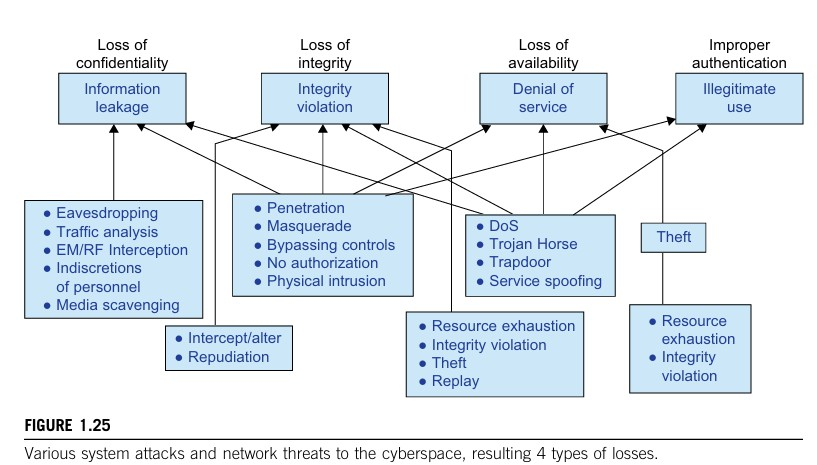 Loss of
confidentiality
Loss of
integrity
Loss of
availability
Improper
authentication
Information
leakage
Integrity
violation
Denial of
service
Illegitimate
use
● Eavesdropping
● Traffic analysis
● EM/RF Interception
● Indiscretions
of personnel
● Media scavenging
● Penetration
● Masquerade
● Bypassing controls
● No authorization
● Physical intrusion
● DoS
● Trojan Horse
● Trapdoor
● Service spoofing
Theft
● Intercept/alter
● Repudiation
● Resource exhaustion
● Integrity violation
● Theft
● Replay
● Resource
exhaustion
● Integrity
violation
FIGURE 1.25
Various system attacks and network threats to the cyberspace, resulting 4 types of losses.